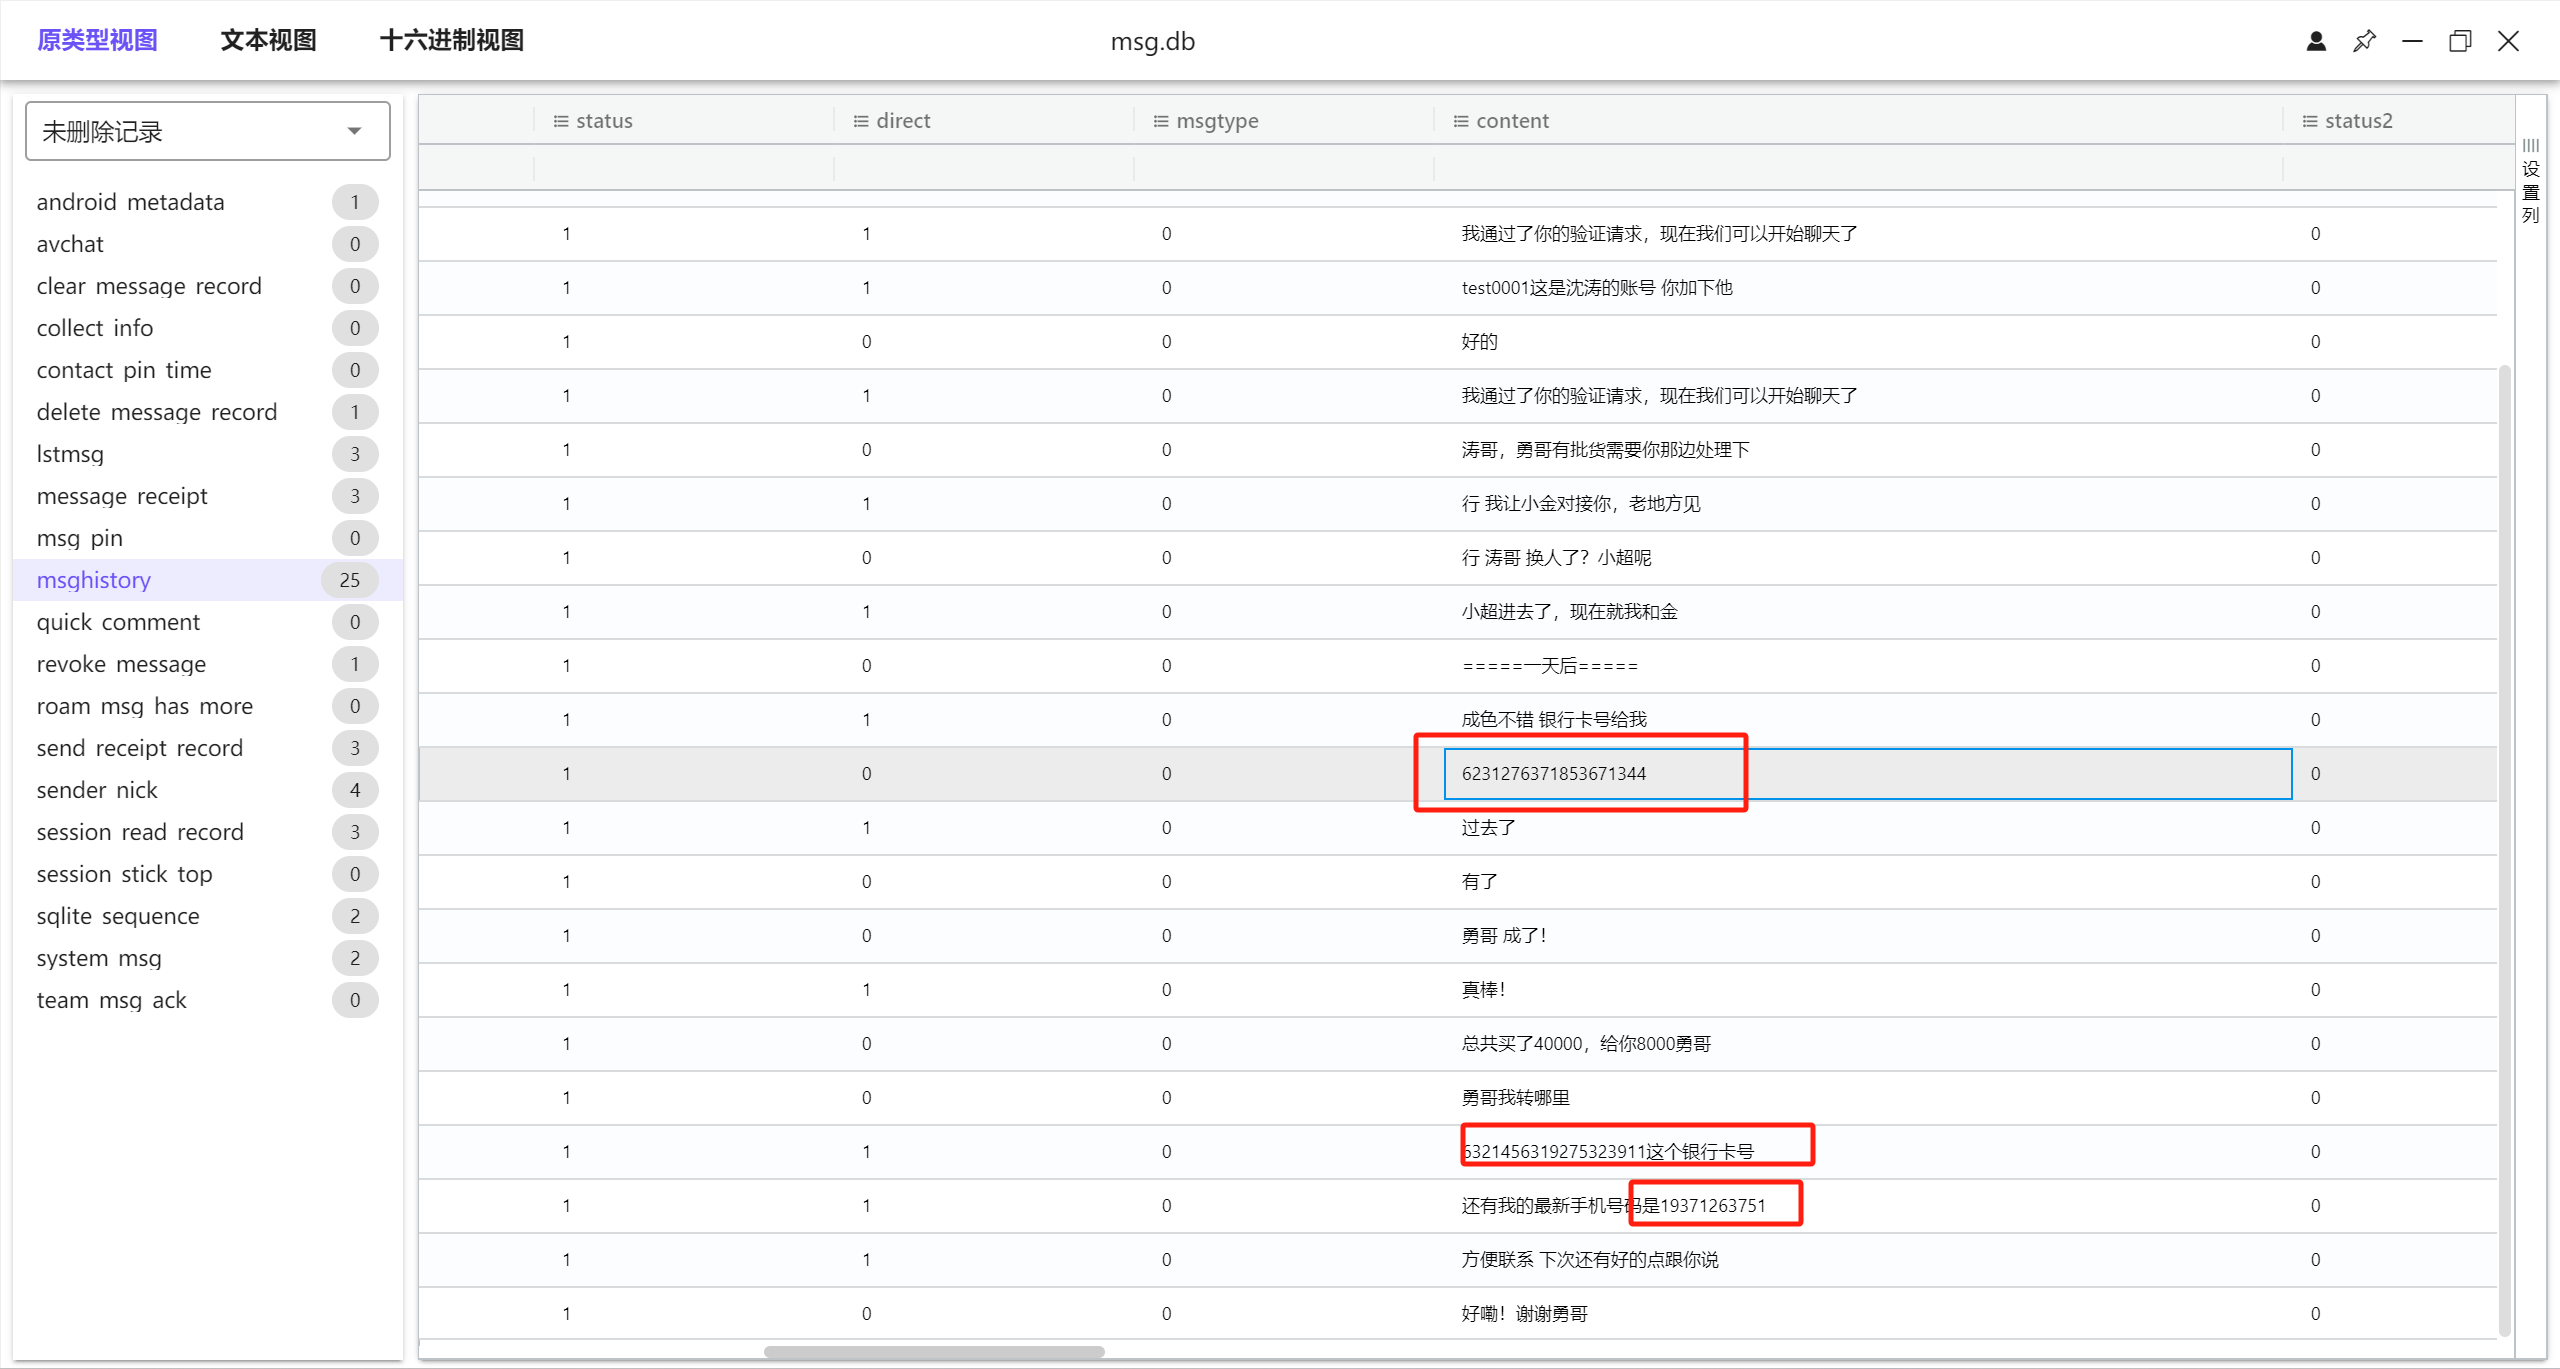 原类型视图 文本视图 十六进制视图 msg.db
未删除记录
android metadata 1
avchat 0
clear message record 0
collect info 0
contact pin time 0
delete message record 1
lstmsg 3
message receipt 3
msg pin 0
msghistory 25
quick comment 0
revoke message 1
roam msg has more 0
send receipt record 3
sender nick 4
session read record 3
session stick top 0
sqlite sequence 2
system msg 2
team msg ack 0
status direct msgtype content status2
1 1 0 我通过了你的验证请求，现在我们可以开始聊天了 0
1 1 0 test0001这是沈涛的账号 你加下他 0
1 0 0 好的 0
1 1 0 我通过了你的验证请求，现在我们可以开始聊天了 0
1 0 0 涛哥，勇哥有批货需要你那边处理下 0
1 1 0 行 我让小金对接你，老地方见 0
1 0 0 行 涛哥 换人了？小超呢 0
1 1 0 小超进去了，现在就我和金 0
1 0 0 =====一天后===== 0
1 1 0 成色不错 银行卡号给我 0
1 0 0 6231276371853671344 0
1 1 0 过去了 0
1 0 0 有了 0
1 0 0 勇哥 成了！ 0
1 1 0 真棒！ 0
1 0 0 总共买了40000，给你8000勇哥 0
1 0 0 勇哥我转哪里 0
1 1 0 6321456319275323911这个银行卡号 0
1 1 0 还有我的最新手机号码是19371263751 0
1 1 0 方便联系 下次还有好的点跟你说 0
1 0 0 好嘞！谢谢勇哥 0
设置列